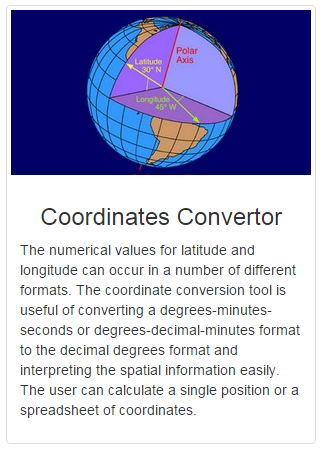 Polar
Axis
Latitude
30° N
Longitude
45° W
Coordinates Convertor
The numerical values for latitude and
longitude can occur in a number of different
formats. The coordinate conversion tool is
useful of converting a degrees-minutes-
seconds or degrees-decimal-minutes format
to the decimal degrees format and
interpreting the spatial information easily.
The user can calculate a single position or a
spreadsheet of coordinates.